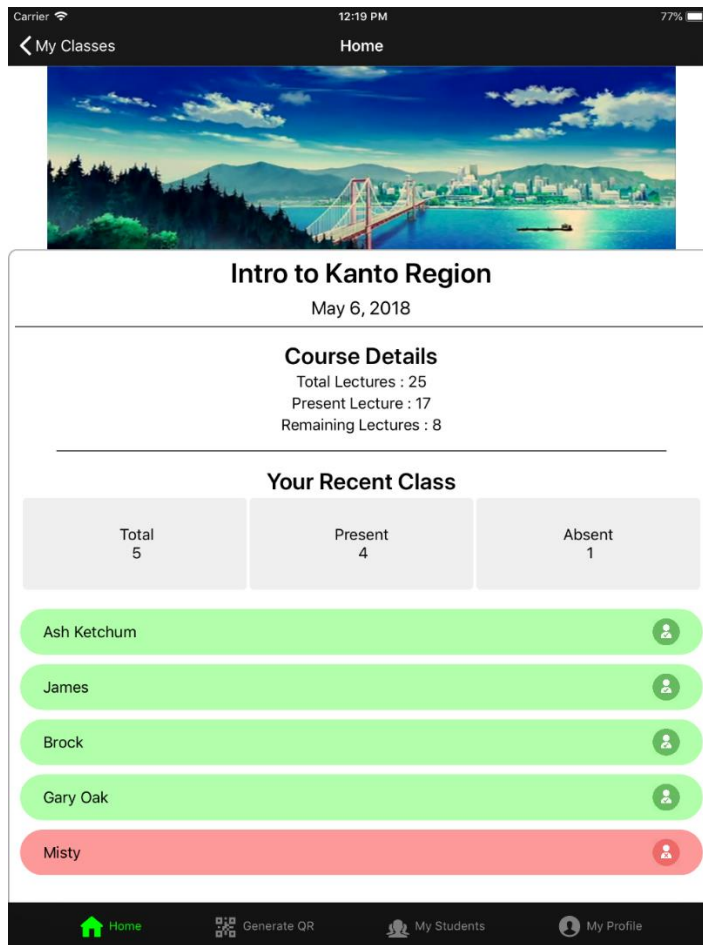 Carrier 12:19 PM 77%
My Classes Home
Intro to Kanto Region
May 6, 2018
Course Details
Total Lectures : 25
Present Lecture : 17
Remaining Lectures : 8
Your Recent Class
Total Present Absent
5 4 1
Ash Ketchum
James
Brock
Gary Oak
Misty
Home Generate QR My Students My Profile